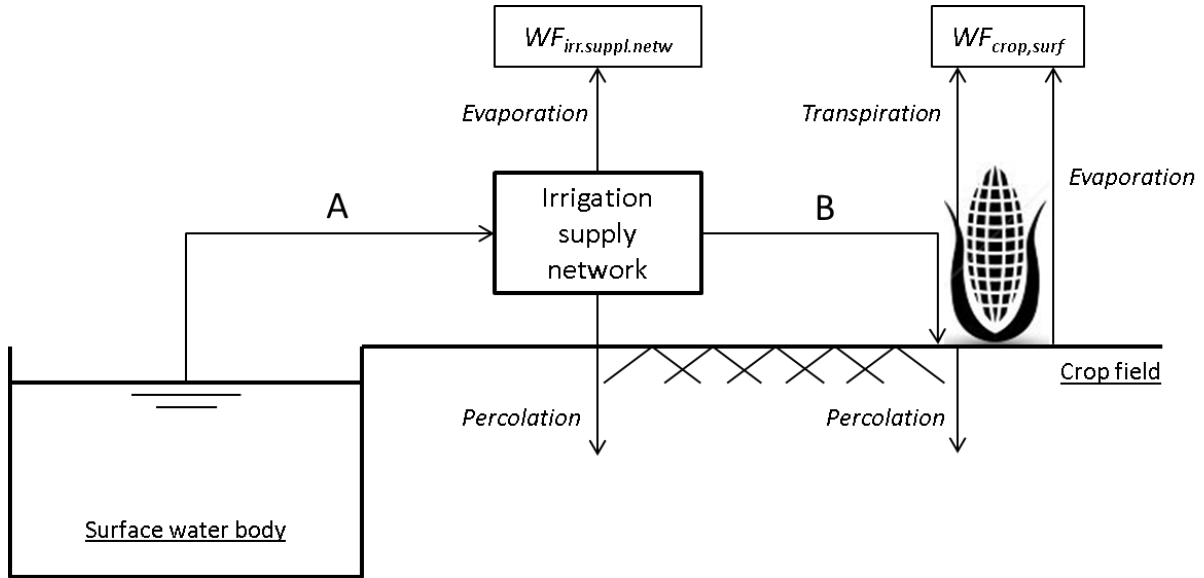 WFirr.suppl.netw
WFcrop,surf
Evaporation
Transpiration
Evaporation
A
Irrigation
supply
network
B
Crop field
Percolation
Percolation
Surface water body